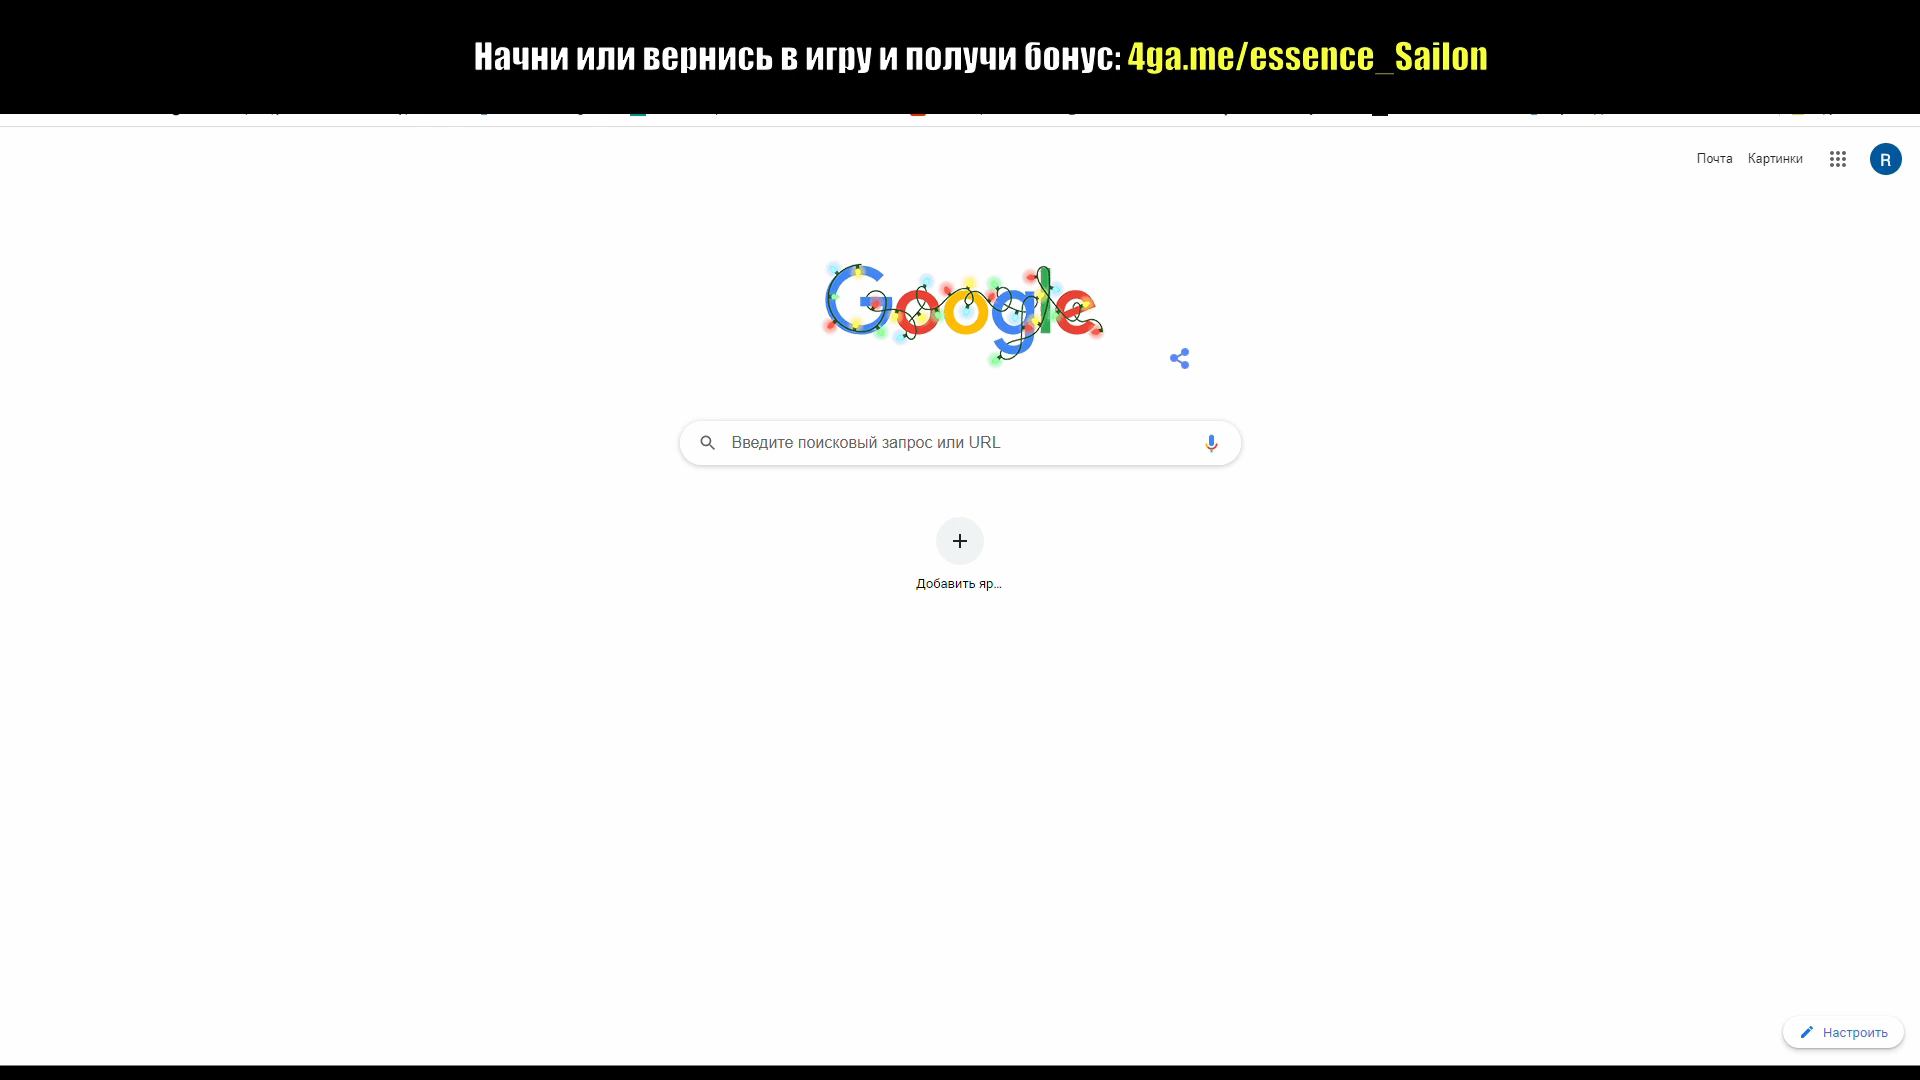 Начни или вернись в игру и получи бонус: 4ga.me/essence_Sailon
Почта Картинки R
Google
Введите поисковый запрос или URL
Добавить яр...
Настроить